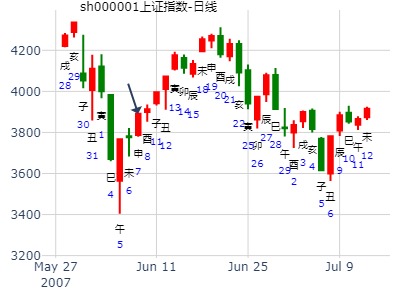 sh000001上证指数-日线
4200
4000
3800
3600
3400
3200
戌
28
亥
29
子
30
丑
31
寅
1
巳
4
午
5
未
6
申
7
酉
8
子
11
丑
12
寅
13
卯
14
辰
15
未
18
申
19
酉
20
戌
21
亥
22
寅
25
卯
26
辰
27
巳
28
午
29
酉
2
戌
3
亥
4
子
5
丑
6
辰
9
巳
10
午
11
未
12
May 27
2007
Jun 11
Jun 25
Jul 9